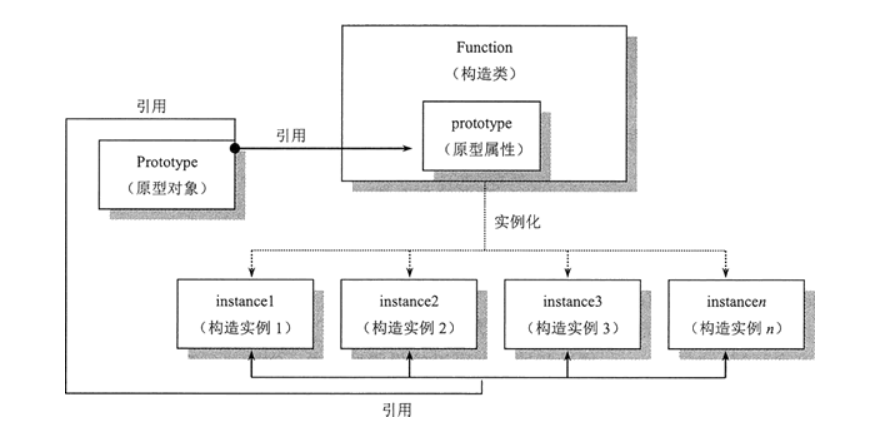 Function
（构造类）
引用
prototype
（原型属性）
引用
Prototype
（原型对象）
实例化
instance1
（构造实例 1）
instance2
（构造实例 2）
instance3
（构造实例 3）
instancen
（构造实例 n）
引用